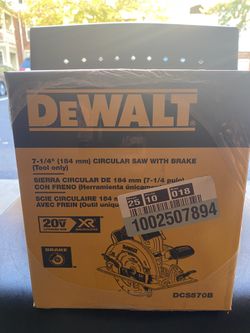 DEWALT
7-1/4" (184 mm) CIRCULAR SAW WITH BRAKE
(Tool only)
SIERRA CIRCULAR DE 184 mm (7-1/4 pulg)
CON FRENO (Herramienta únicamente)
SCIE CIRCULAIRE 184
AVEC FREIN (Outil unique
25 10 018
1002507894
20V
XR
BRAKE
DCS570B